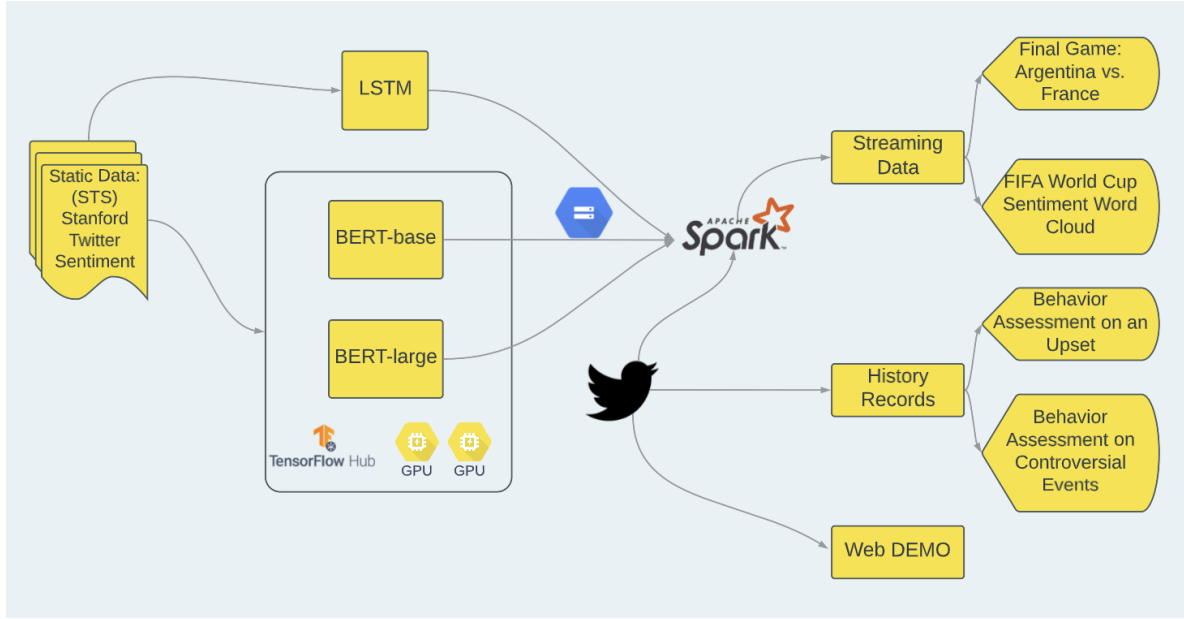 Static Data:
(STS)
Stanford
Twitter
Sentiment
LSTM
BERT-base
BERT-large
TensorFlow Hub
GPU
GPU
APACHE
Spark™
Streaming
Data
Final Game:
Argentina vs.
France
FIFA World Cup
Sentiment Word
Cloud
History
Records
Behavior
Assessment on an
Upset
Behavior
Assessment on
Controversial
Events
Web DEMO